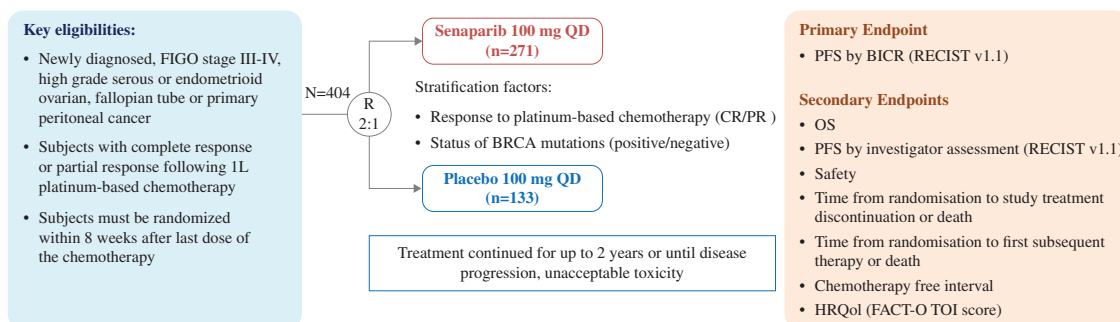 Key eligibilities:
• Newly diagnosed, FIGO stage III-IV,
high grade serous or endometrioid
ovarian, fallopian tube or primary
peritoneal cancer
• Subjects with complete response
or partial response following 1L
platinum-based chemotherapy
• Subjects must be randomized
within 8 weeks after last dose of
the chemotherapy
N=404
R
2:1
Senaparib 100 mg QD
(n=271)
Stratification factors:
• Response to platinum-based chemotherapy (CR/PR )
• Status of BRCA mutations (positive/negative)
Placebo 100 mg QD
(n=133)
Treatment continued for up to 2 years or until disease
progression, unacceptable toxicity
Primary Endpoint
• PFS by BICR (RECIST v1.1)
Secondary Endpoints
• OS
• PFS by investigator assessment (RECIST v1.1)
• Safety
• Time from randomisation to study treatment
discontinuation or death
• Time from randomisation to first subsequent
therapy or death
• Chemotherapy free interval
• HRQol (FACT-O TOI score)